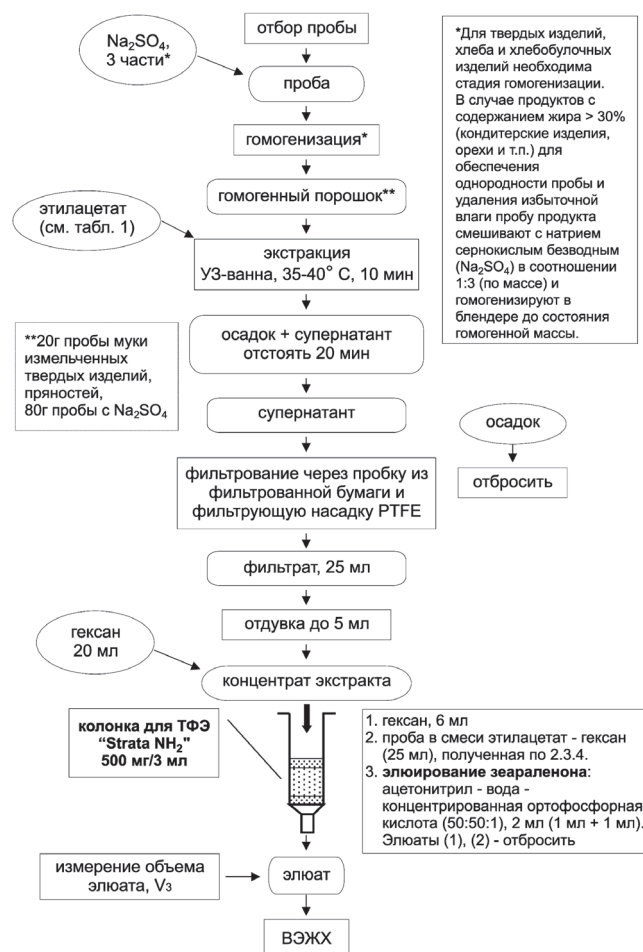 отбор пробы
Na₂SO₄,
3 части*
проба
гомогенизация*
гомогенный порошок**
этилацетат
(см. табл. 1)
экстракция
УЗ-ванна, 35-40° С, 10 мин
осадок + супернатант
отстоять 20 мин
**20г пробы муки
измельченных
твердых изделий,
пряностей,
80г пробы с Na₂SO₄
супернатант
фильтрование через пробку из
фильтрованной бумаги и
фильтрующую насадку PTFE
фильтрат, 25 мл
отдувка до 5 мл
гексан
20 мл
концентрат экстракта
колонка для ТФЭ
“Strata NH₂"
500 мг/3 мл
измерение объема
элюата, V₃
элюат
ВЭЖХ
*Для твердых изделий,
хлеба и хлебобулочных
изделий необходима
стадия гомогенизации.
В случае продуктов с
содержанием жира > 30%
(кондитерские изделия,
орехи и т.п.) для
обеспечения
однородности пробы и
удаления избыточной
влаги пробу продукта
смешивают с натрием
сернокислым безводным
(Na₂SO₄) в соотношении
1:3 (по массе) и
гомогенизируют в
блендере до состояния
гомогенной массы.
осадок
отбросить
1. гексан, 6 мл
2. проба в смеси этилацетат - гексан
(25 мл), полученная по 2.3.4.
3. элюирование зеараленона:
ацетонитрил - вода -
концентрированная ортофосфорная
кислота (50:50:1), 2 мл (1 мл + 1 мл).
Элюаты (1), (2) - отбросить